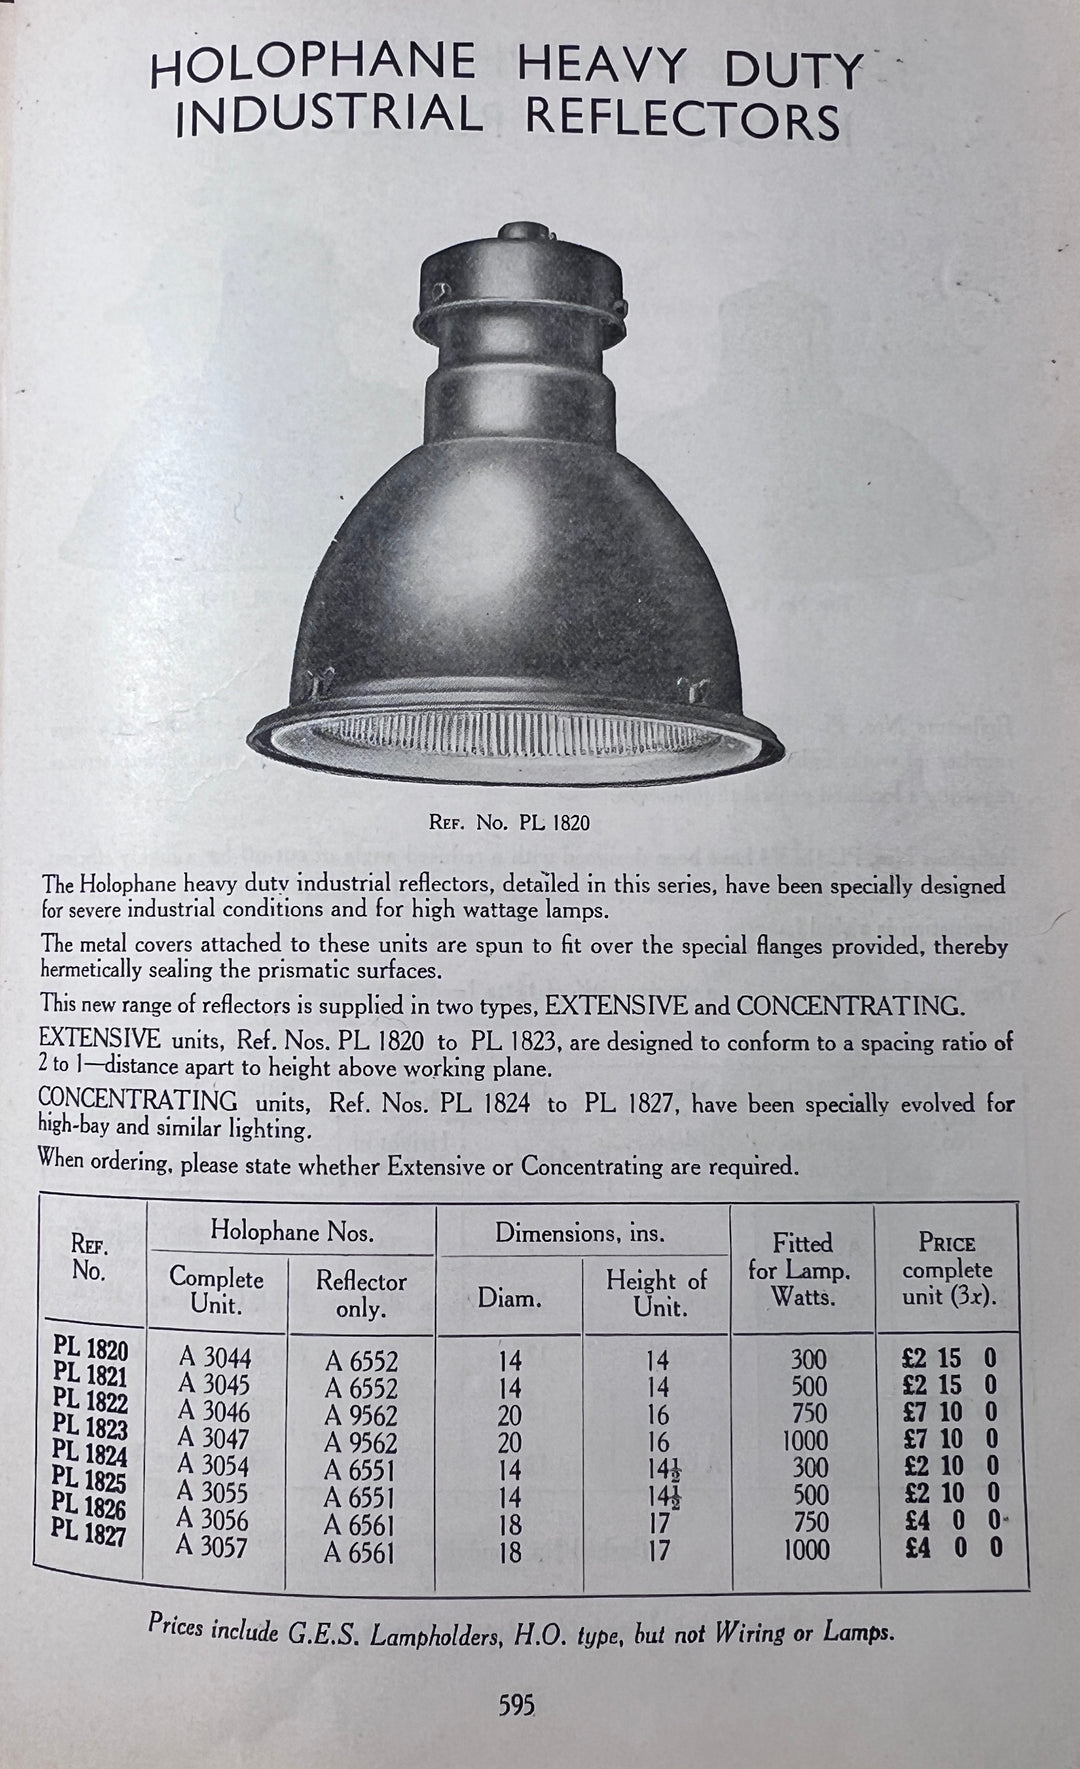 HOLOPHANE HEAVY DUTY
INDUSTRIAL REFLECTORS
REF. No. PL 1820
The Holophane heavy duty industrial reflectors, detailed in this series, have been specially designed
for severe industrial conditions and for high wattage lamps.
The metal covers attached to these units are spun to fit over the special flanges provided, thereby
hermetically sealing the prismatic surfaces.
This new range of reflectors is supplied in two types, EXTENSIVE and CONCENTRATING.
EXTENSIVE units, Ref. Nos. PL 1820 to PL 1823, are designed to conform to a spacing ratio of
2 to 1—distance apart to height above working plane.
CONCENTRATING units, Ref. Nos. PL 1824 to PL 1827, have been specially evolved for
high-bay and similar lighting.
When ordering, please state whether Extensive or Concentrating are required.
REF. No. Holophane Nos. Dimensions, ins. Fitted for Lamp. Watts. PRICE complete unit (3x).
Complete Unit. Reflector only. Diam. Height of Unit.
PL 1820 A 3044 A 6552 14 14 300 £2 15 0
PL 1821 A 3045 A 6552 14 14 500 £2 15 0
PL 1822 A 3046 A 9562 20 16 750 £7 10 0
PL 1823 A 3047 A 9562 20 16 1000 £7 10 0
PL 1824 A 3054 A 6551 14 14½ 300 £2 10 0
PL 1825 A 3055 A 6551 14 14½ 500 £2 10 0
PL 1826 A 3056 A 6561 18 17 750 £4 0 0
PL 1827 A 3057 A 6561 18 17 1000 £4 0 0
Prices include G.E.S. Lampholders, H.O. type, but not Wiring or Lamps.
595